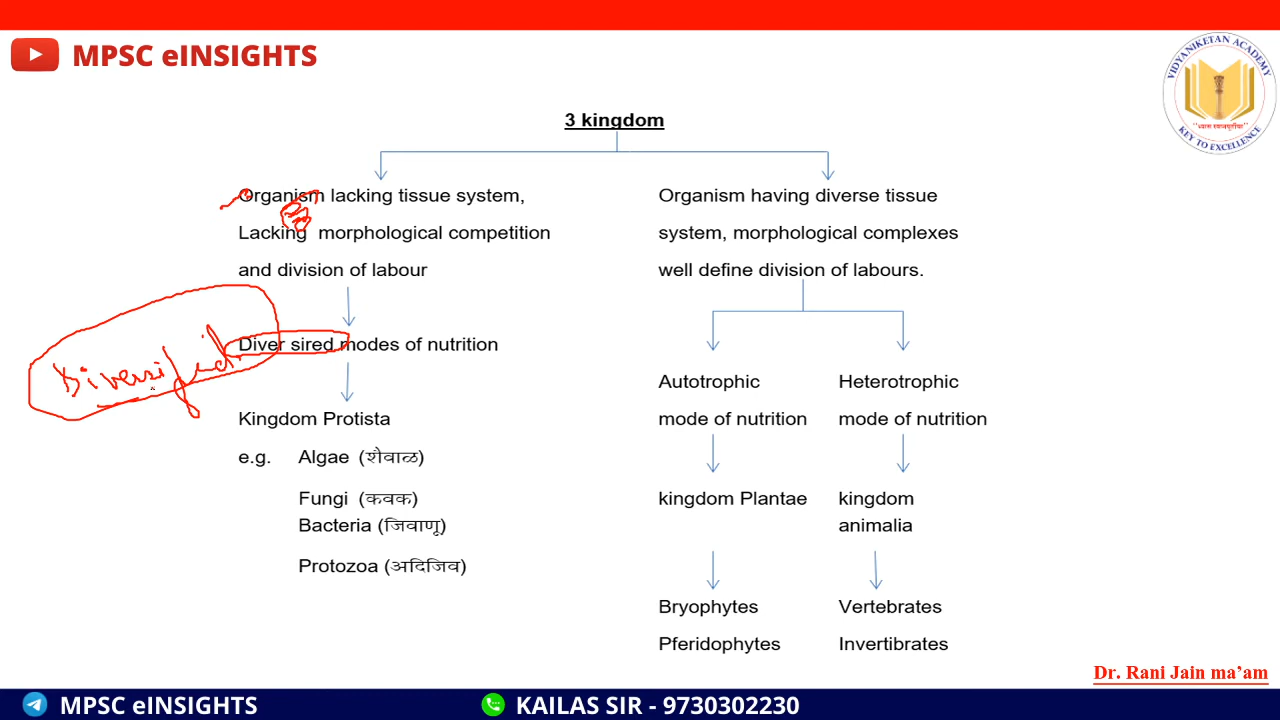 MPSC eINSIGHTS
VIDYANIKETAN ACADEMY
KEY TO EXCELLENCE
3 kingdom
Organism lacking tissue system,
Lacking morphological competition
and division of labour
Diver sired modes of nutrition
Diversified
Kingdom Protista
e.g. Algae (शैवाळ)
Fungi (कवक)
Bacteria (जिवाणू)
Protozoa (अदिजिव)
Organism having diverse tissue
system, morphological complexes
well define division of labours.
Autotrophic
mode of nutrition
kingdom Plantae
Bryophytes
Pferidophytes
Heterotrophic
mode of nutrition
kingdom
animalia
Vertebrates
Invertibrates
Dr. Rani Jain ma’am
MPSC eINSIGHTS
KAILAS SIR - 9730302230